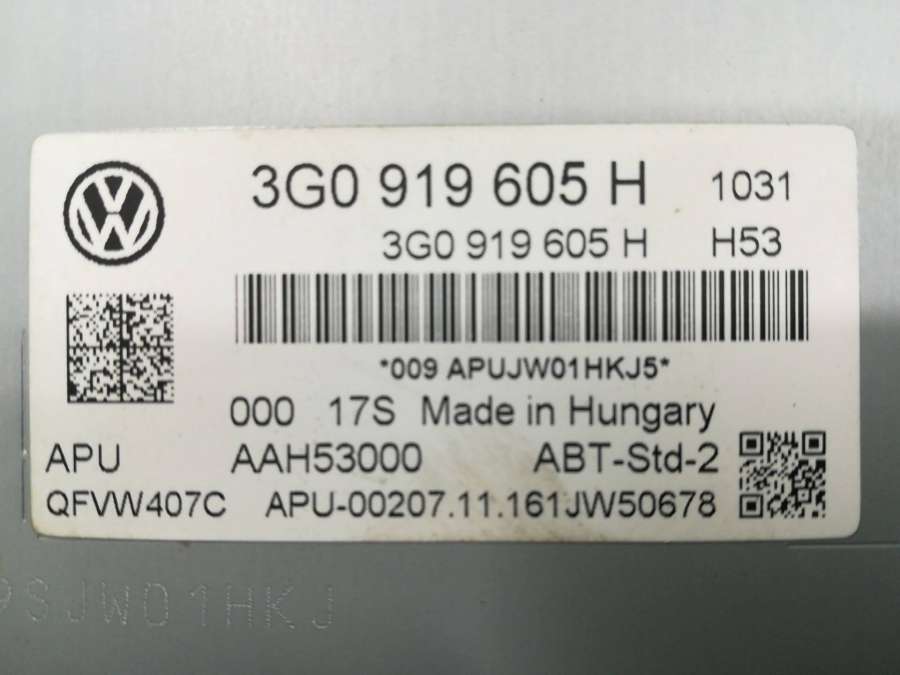 3G0 919 605 H 1031
3G0 919 605 H H53
*009 APUJW01HKJ5*
000 17S Made in Hungary
APU AAH53000 ABT-Std-2
QFVW407C APU-00207.11.161JW50678
9SJW01HKJ